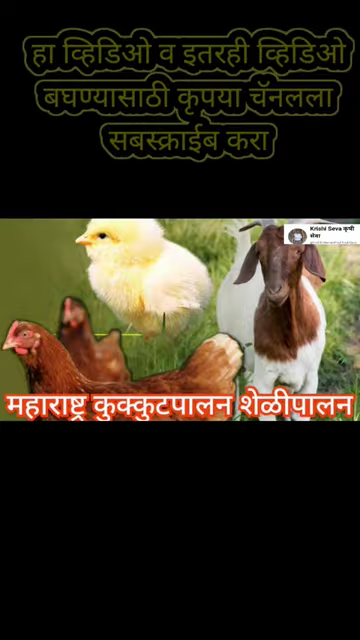 हा व्हिडिओ व इतरही व्हिडिओ
बघण्यासाठी कृपया चॅनलला
सबस्क्राईब करा
Krishi Seva कृषी
सेवा
महाराष्ट्र कुक्कुटपालन शेळीपालन